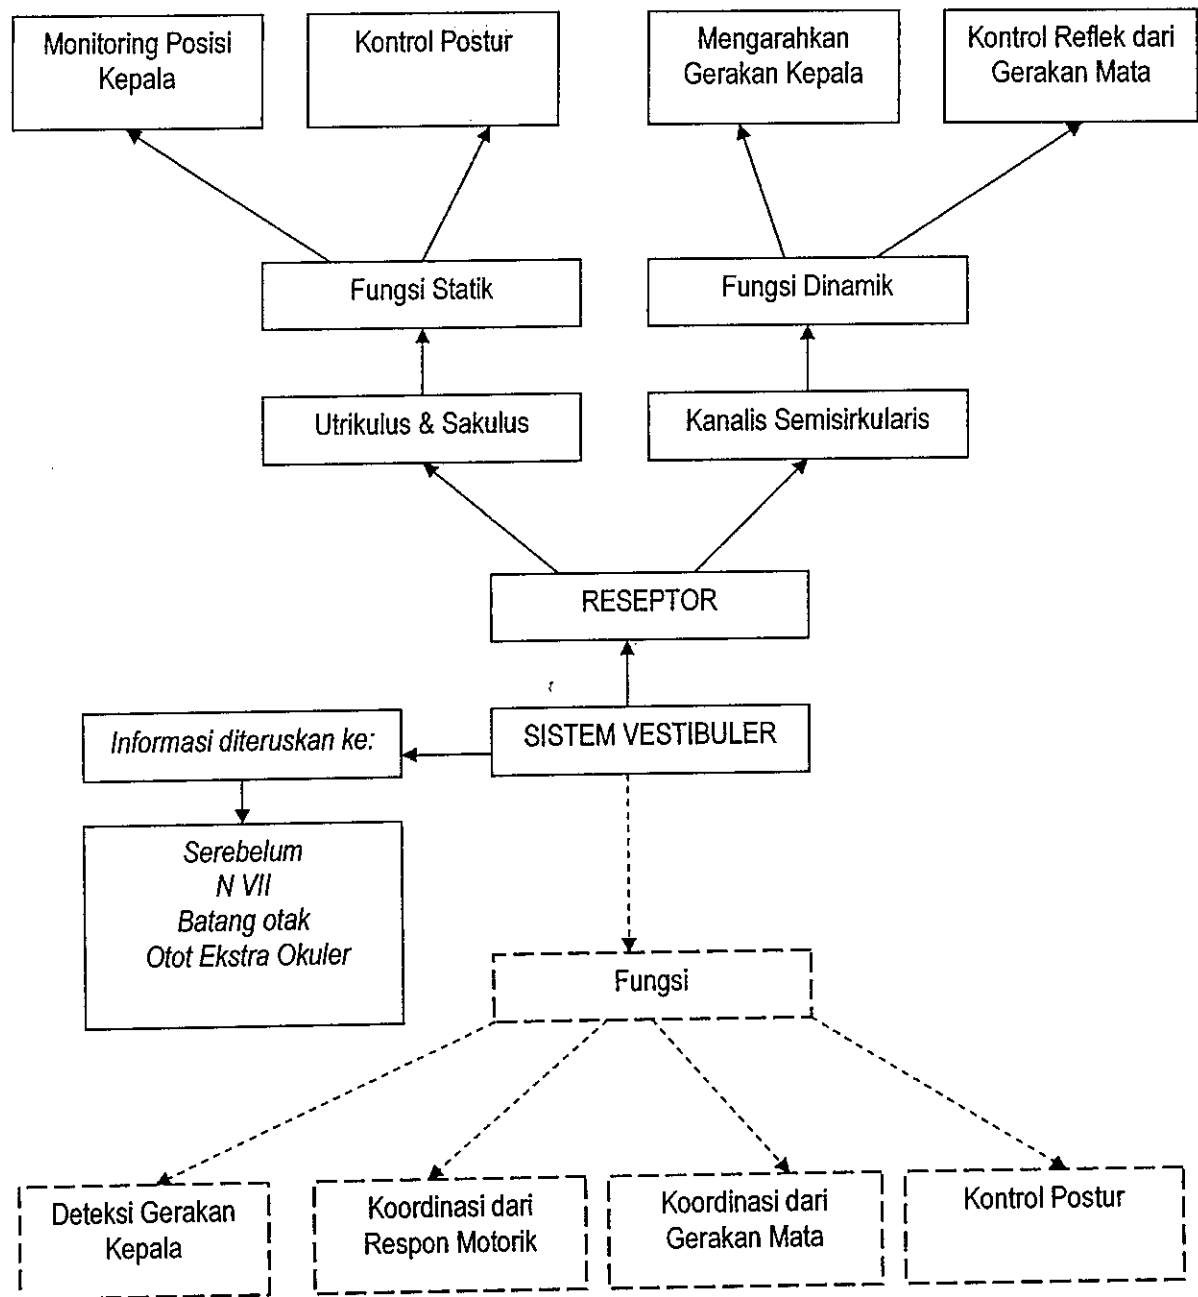 Monitoring Posisi
Kepala
Kontrol Postur
Mengarahkan
Gerakan Kepala
Kontrol Reflek dari
Gerakan Mata
Fungsi Statik
Fungsi Dinamik
Utrikulus & Sakulus
Kanalis Semisirkularis
RESEPTOR
SISTEM VESTIBULER
Informasi diteruskan ke:
Serebelum
N VII
Batang otak
Otot Ekstra Okuler
Fungsi
Deteksi Gerakan
Kepala
Koordinasi dari
Respon Motorik
Koordinasi dari
Gerakan Mata
Kontrol Postur